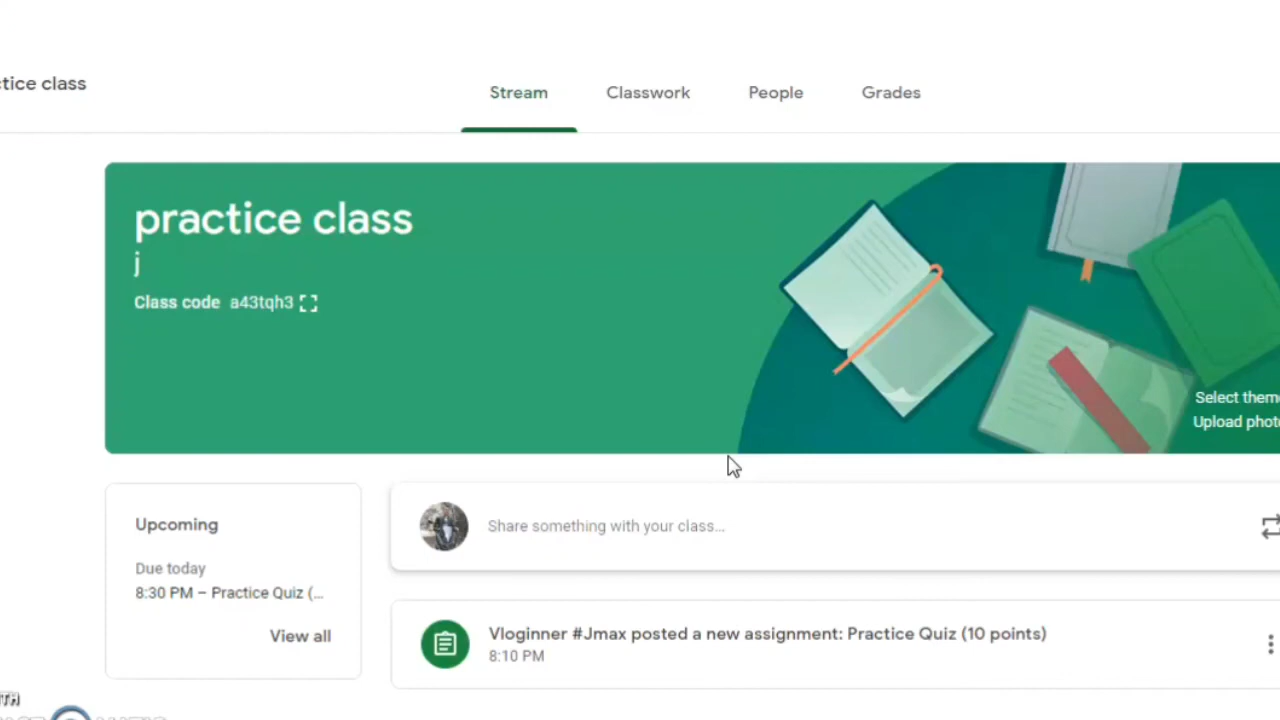 tice class
Stream
Classwork
People
Grades
practice class
j
Class code a43tqh3
Select them
Upload phot
Upcoming
Due today
8:30 PM – Practice Quiz (...
View all
Share something with your class...
Vloginner #Jmax posted a new assignment: Practice Quiz (10 points)
8:10 PM